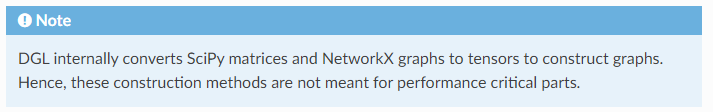 Note
DGL internally converts SciPy matrices and NetworkX graphs to tensors to construct graphs.
Hence, these construction methods are not meant for performance critical parts.